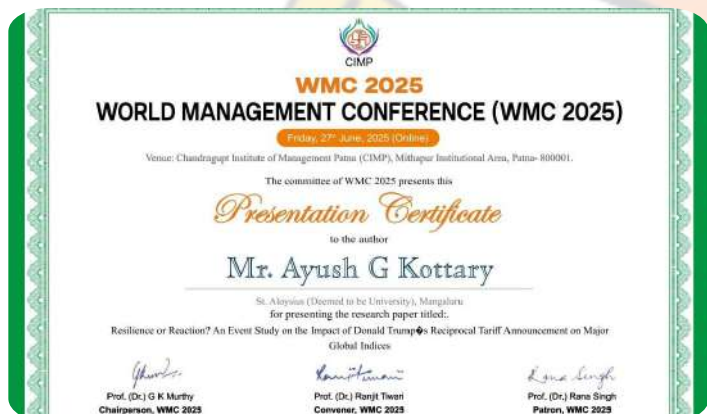 CIMP
WMC 2025
WORLD MANAGEMENT CONFERENCE (WMC 2025)
Friday, 27th June, 2025 (Online)
Venue: Chandragupt Institute of Management Patna (CIMP), Mithapur Institutional Area, Patna- 800001.
The committee of WMC 2025 presents this
Presentation Certificate
to the author
Mr. Ayush G Kottary
St. Aloysius (Deemed to be University), Mangaluru
for presenting the research paper titled:.
Resilience or Reaction? An Event Study on the Impact of Donald Trump�s Reciprocal Tariff Announcement on Major
Global Indices
Prof. (Dr.) G K Murthy
Chairperson, WMC 2025
Prof. (Dr.) Ranjit Tiwari
Convener, WMC 2025
Rana Singh
Prof. (Dr.) Rana Singh
Patron, WMC 2025